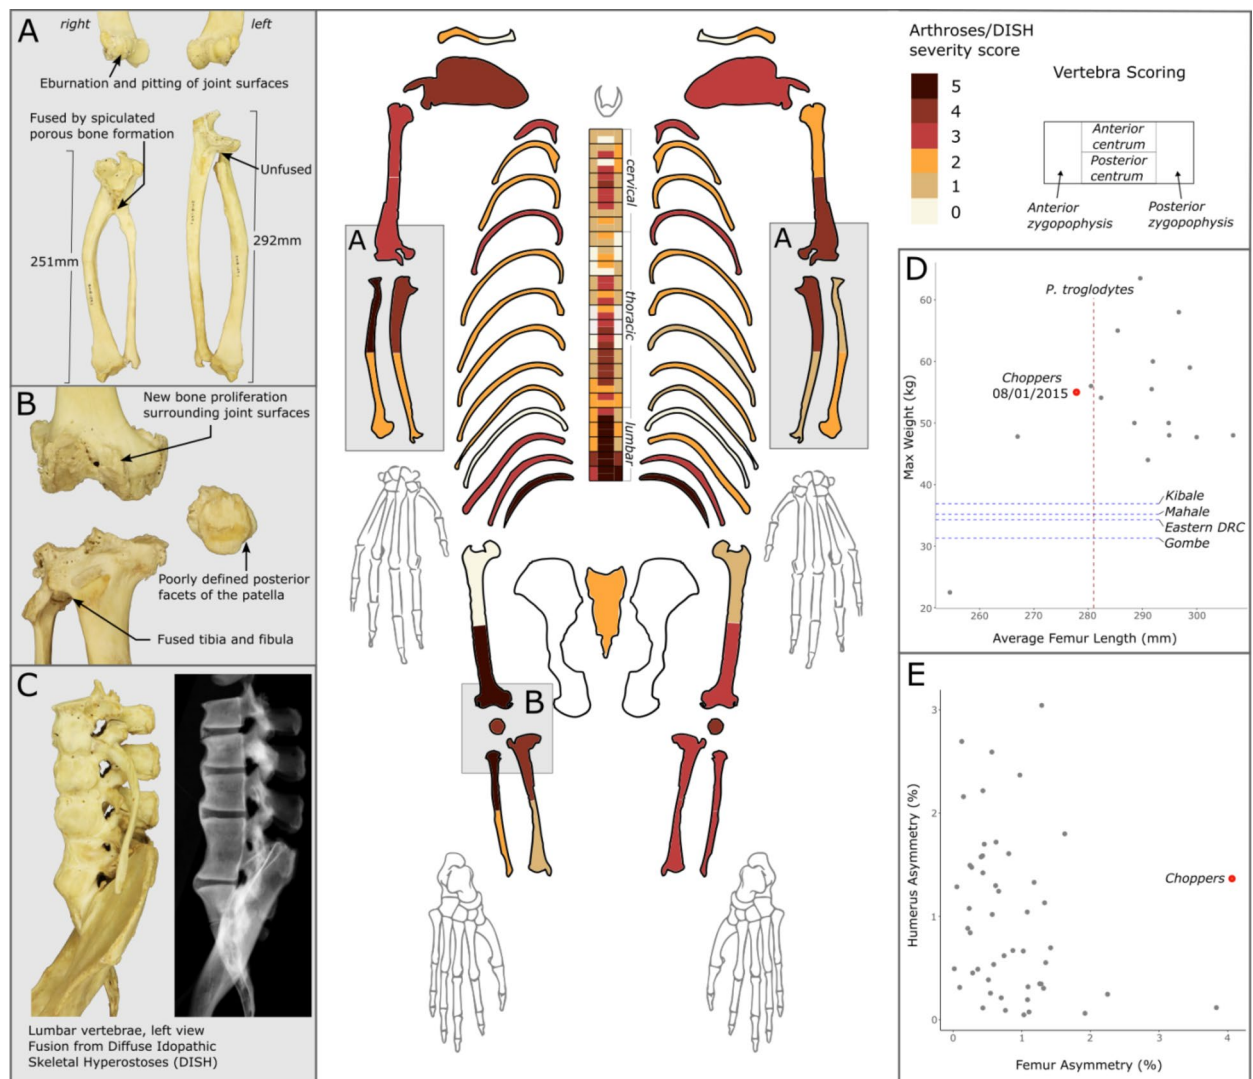 A
right
left
Eburnation and pitting of joint surfaces
Fused by spiculated
porous bone formation
Unfused
251mm
292mm
B
New bone proliferation
surrounding joint surfaces
Poorly defined posterior
facets of the patella
Fused tibia and fibula
C
Lumbar vertebrae, left view
Fusion from Diffuse Idopathic
Skeletal Hyperostoses (DISH)
A
A
cervical
thoracic
lumbar
B
Arthroses/DISH
severity score
5
4
3
2
1
0
Vertebra Scoring
Anterior
centrum
Posterior
centrum
Anterior
zygopophysis
Posterior
zygopophysis
D
P. troglodytes
Choppers
08/01/2015
Kibale
Mahale
Eastern DRC
Gombe
Max Weight (kg)
60
60
50
40
30
20
260
270
280
290
300
Average Femur Length (mm)
E
Choppers
Humerus Asymmetry (%)
3
2
1
0
0
1
2
3
4
Femur Asymmetry (%)